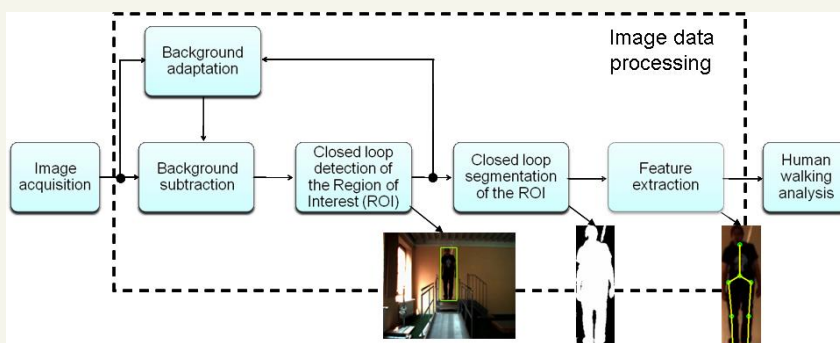 Image data
processing
Background
adaptation
Image
acquisition
Background
subtraction
Closed loop
detection of
the Region of
Interest (ROI)
Closed loop
segmentation
of the ROI
Feature
extraction
Human
walking
analysis